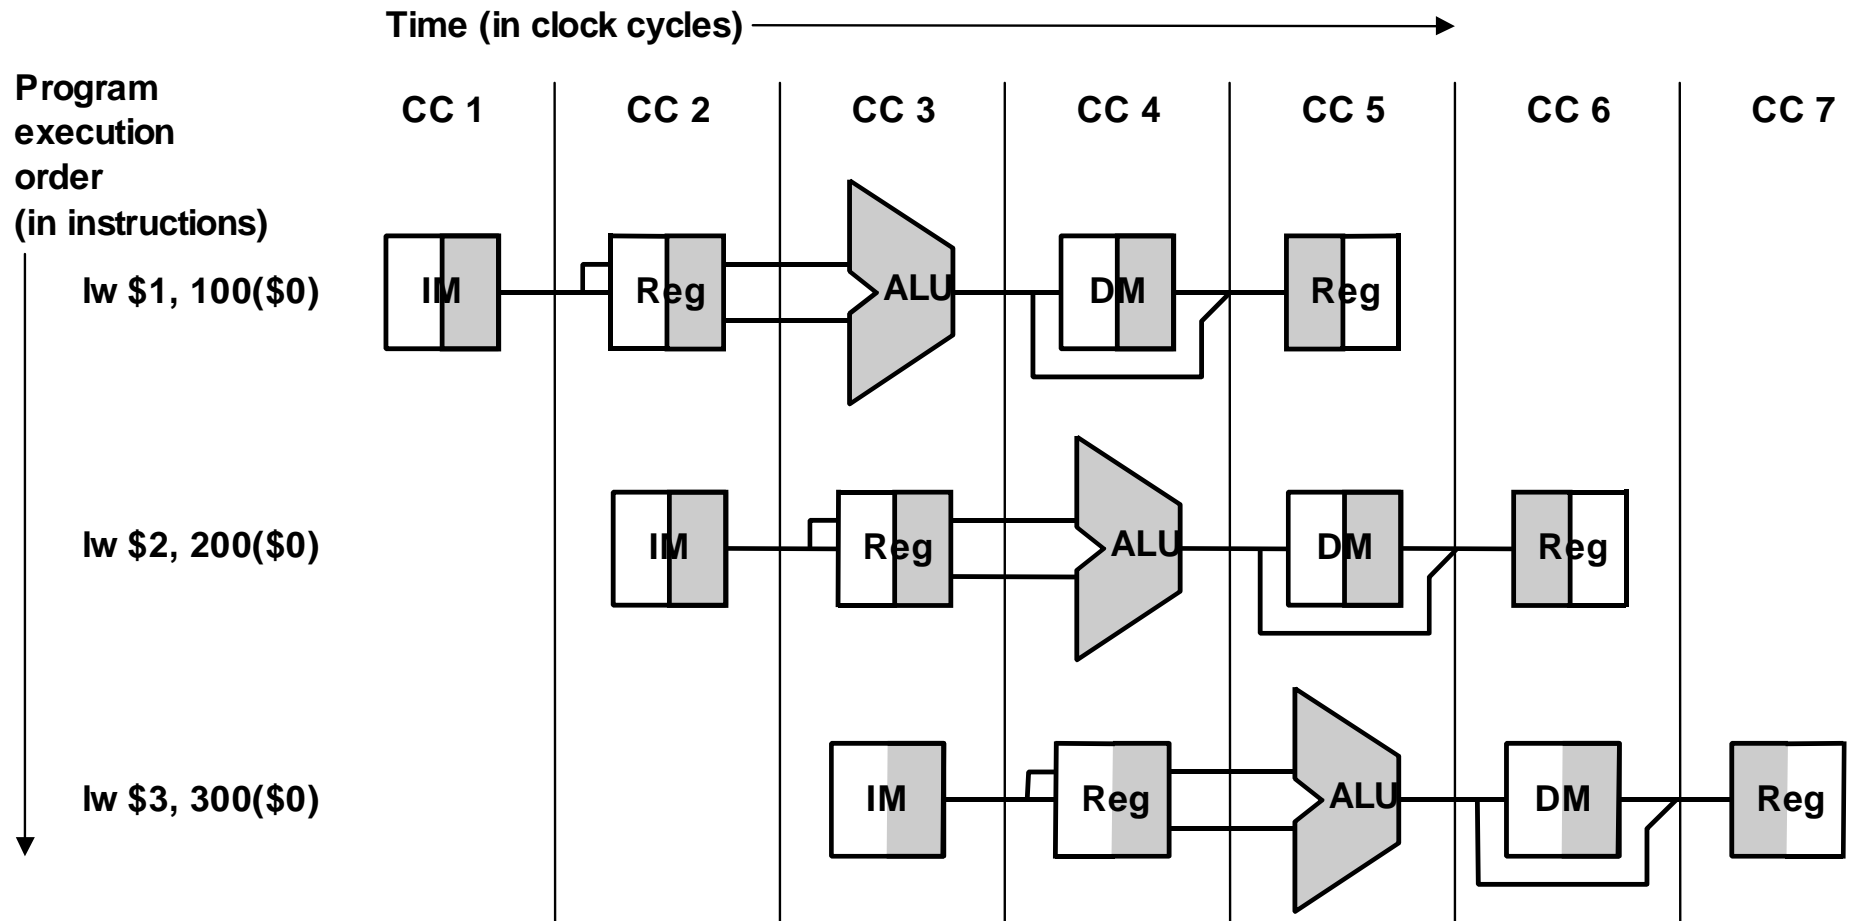 Time (in clock cycles)
Program
execution
order
(in instructions)
CC 1 CC 2 CC 3 CC 4 CC 5 CC 6 CC 7
lw $1, 100($0) IM Reg ALU DM Reg
lw $2, 200($0) IM Reg ALU DM Reg
lw $3, 300($0) IM Reg ALU DM Reg